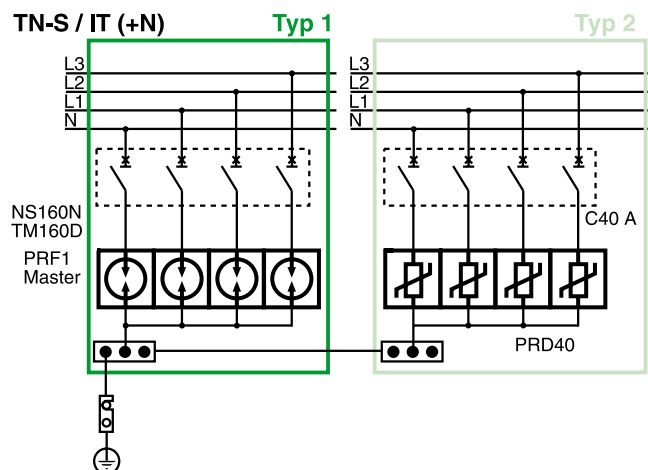 TN-S / IT (+N)
Typ 1
Typ 2
L3
L2
L1
N
L3
L2
L1
N
NS160N
TM160D
C40 A
PRF1
Master
PRD40